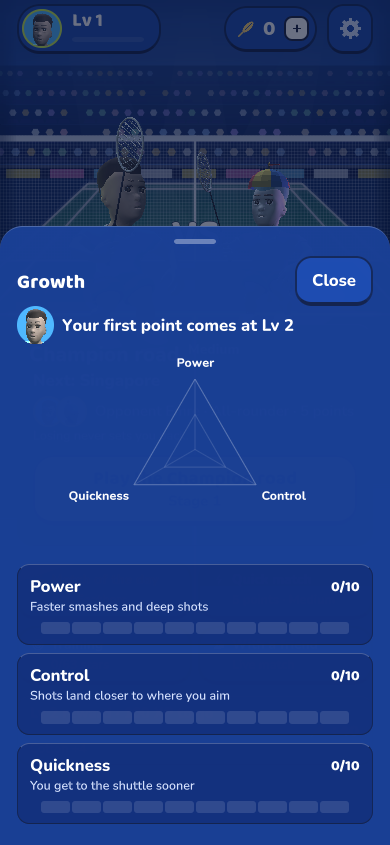 Lv 1
0
+
Growth
Close
Your first point comes at Lv 2
Power
Quickness
Control
Power
0/10
Faster smashes and deep shots
Control
0/10
Shots land closer to where you aim
Quickness
0/10
You get to the shuttle sooner